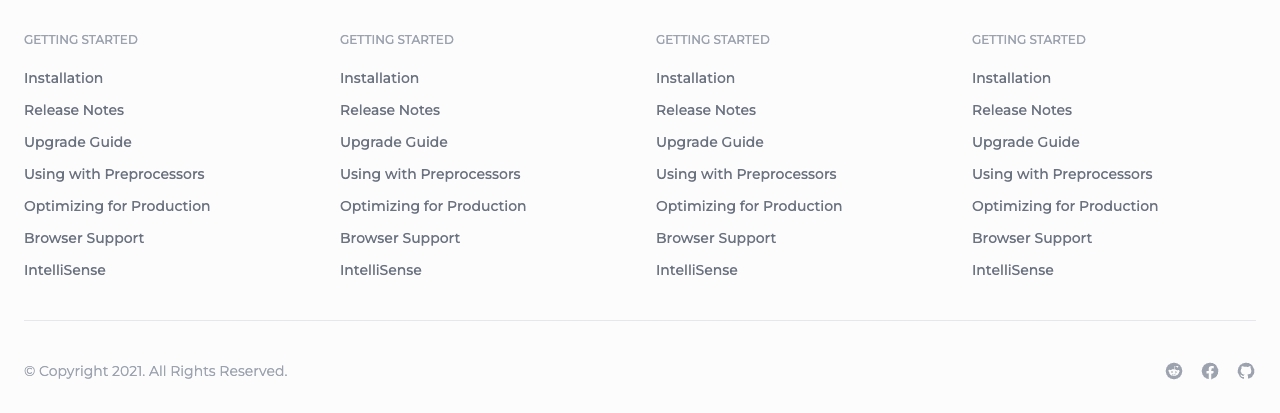 GETTING STARTED
Installation
Release Notes
Upgrade Guide
Using with Preprocessors
Optimizing for Production
Browser Support
IntelliSense
GETTING STARTED
Installation
Release Notes
Upgrade Guide
Using with Preprocessors
Optimizing for Production
Browser Support
IntelliSense
GETTING STARTED
Installation
Release Notes
Upgrade Guide
Using with Preprocessors
Optimizing for Production
Browser Support
IntelliSense
GETTING STARTED
Installation
Release Notes
Upgrade Guide
Using with Preprocessors
Optimizing for Production
Browser Support
IntelliSense
© Copyright 2021. All Rights Reserved.